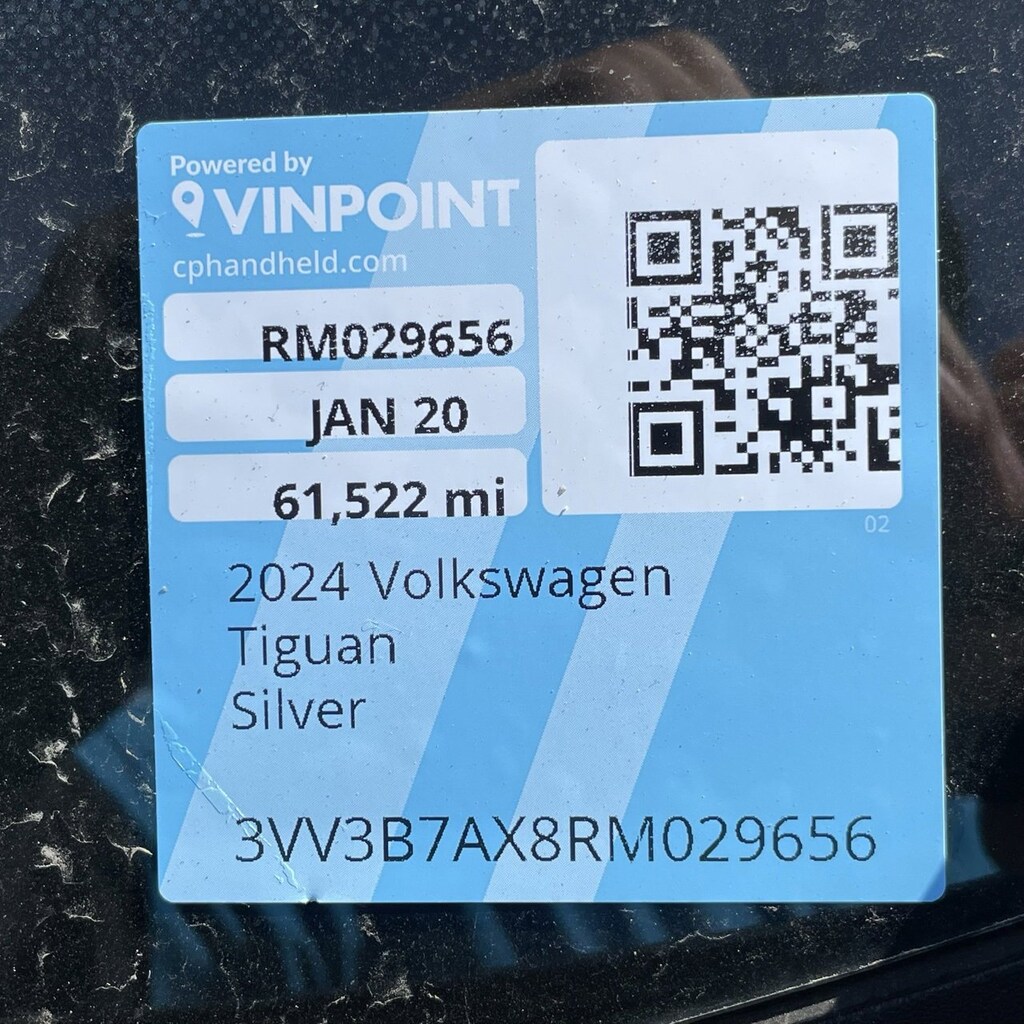 Powered by
VINPOINT
cphandheld.com
RM029656
JAN 20
61,522 mi
02
2024 Volkswagen
Tiguan
Silver
3VV3B7AX8RM029656